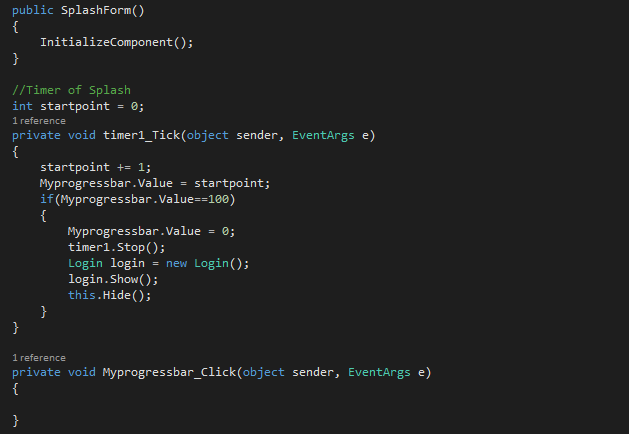 public SplashForm()
{
    InitializeComponent();
}

//Timer of Splash
int startpoint = 0;
1 reference
private void timer1_Tick(object sender, EventArgs e)
{
    startpoint += 1;
    Myprogressbar.Value = startpoint;
    if(Myprogressbar.Value==100)
    {
        Myprogressbar.Value = 0;
        timer1.Stop();
        Login login = new Login();
        login.Show();
        this.Hide();
    }
}

1 reference
private void Myprogressbar_Click(object sender, EventArgs e)
{

}